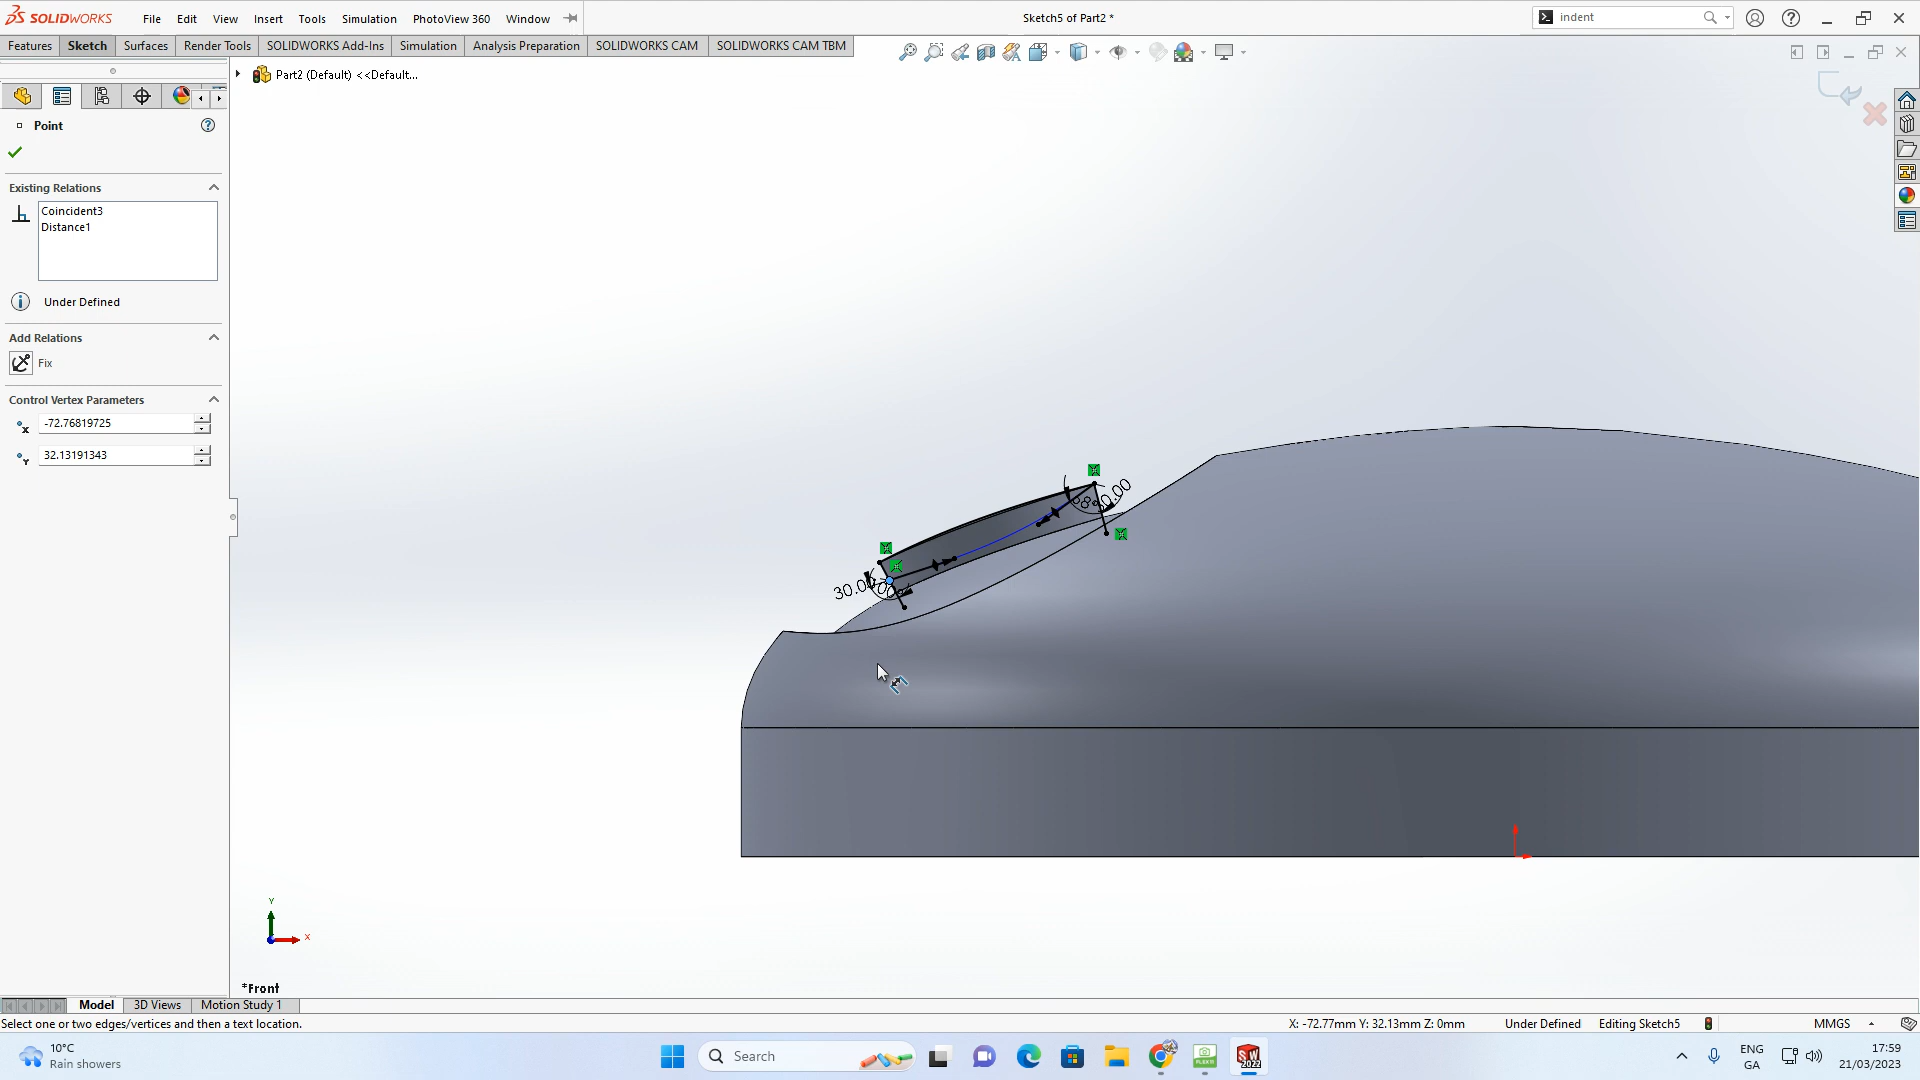 SOLIDWORKS File Edit View Insert Tools Simulation PhotoView 360 Window Sketch5 of Part2 * indent
Features Sketch Surfaces Render Tools SOLIDWORKS Add-Ins Simulation Analysis Preparation SOLIDWORKS CAM SOLIDWORKS CAM TBM
Part2 (Default) <<Default...
Point
Existing Relations
Coincident3
Distance1
Under Defined
Add Relations
Fix
Control Vertex Parameters
-72.76819725
32.13191343
Y
X
*Front
Model 3D Views Motion Study 1
Select one or two edges/vertices and then a text location. X: -72.77mm Y: 32.13mm Z: 0mm Under Defined Editing Sketch5 MMGS
10°C
Rain showers
Search
ENG
GA
17:59
21/03/2023